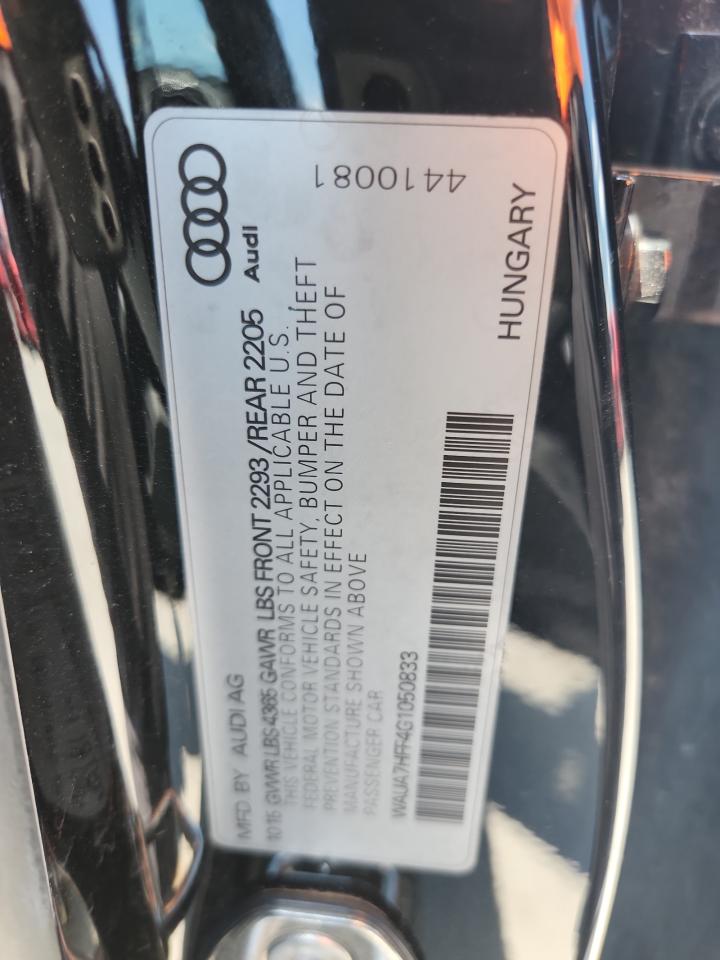 MFD BY AUDI AG
Audi
10 15 GVWR LBS 4365 GAWR LBS FRONT 2293 /REAR 2205
THIS VEHICLE CONFORMS TO ALL APPLICABLE U.S.
FEDERAL MOTOR VEHICLE SAFETY, BUMPER AND THEFT
PREVENTION STANDARDS IN EFFECT ON THE DATE OF
MANUFACTURE SHOWN ABOVE
PASSENGER CAR
4410081
WAUA7HFF4G1050833
HUNGARY